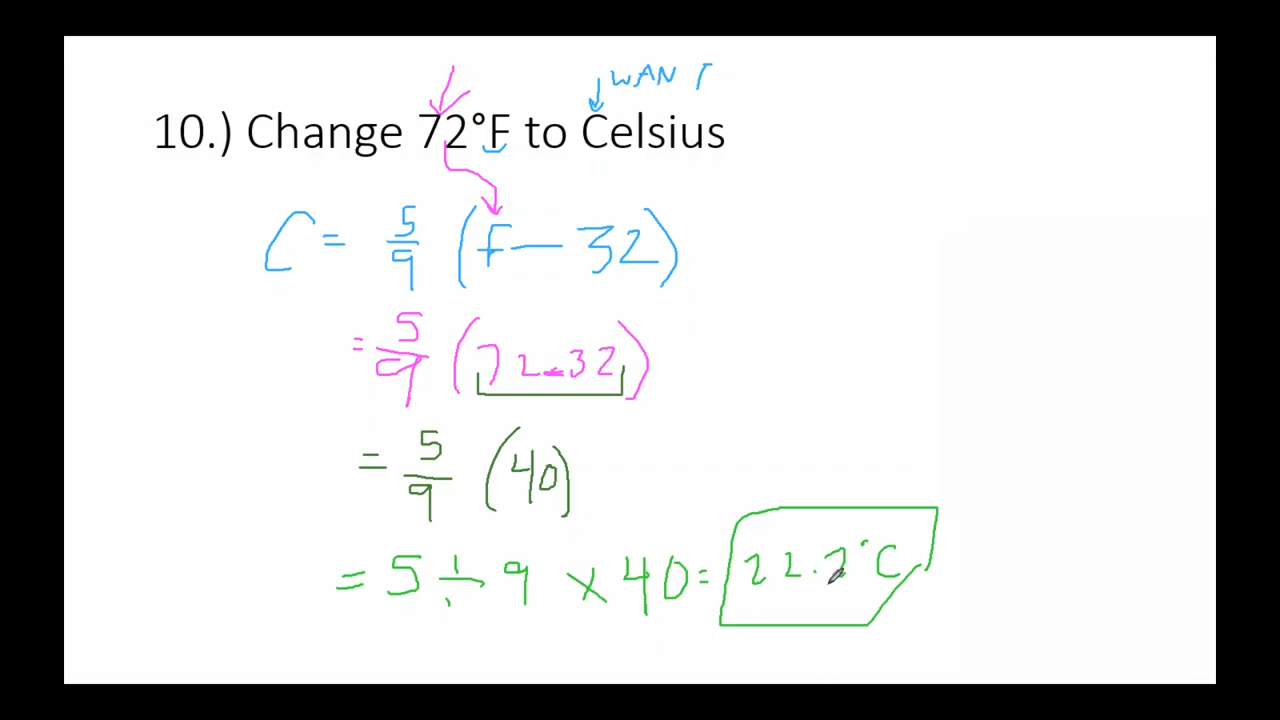 WANT
10.) Change 72°F to Celsius
C = 5/9 (F - 32)
= 5/9 (72-32)
= 5/9 (40)
= 5 ÷ 9 x 40 = 22.2°C